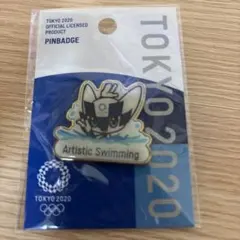 TOKYO 2020
OFFICIAL LICENSED
PRODUCT
PINBADGE
TOKYO 2020
Artistic Swimming
TOKYO 2020